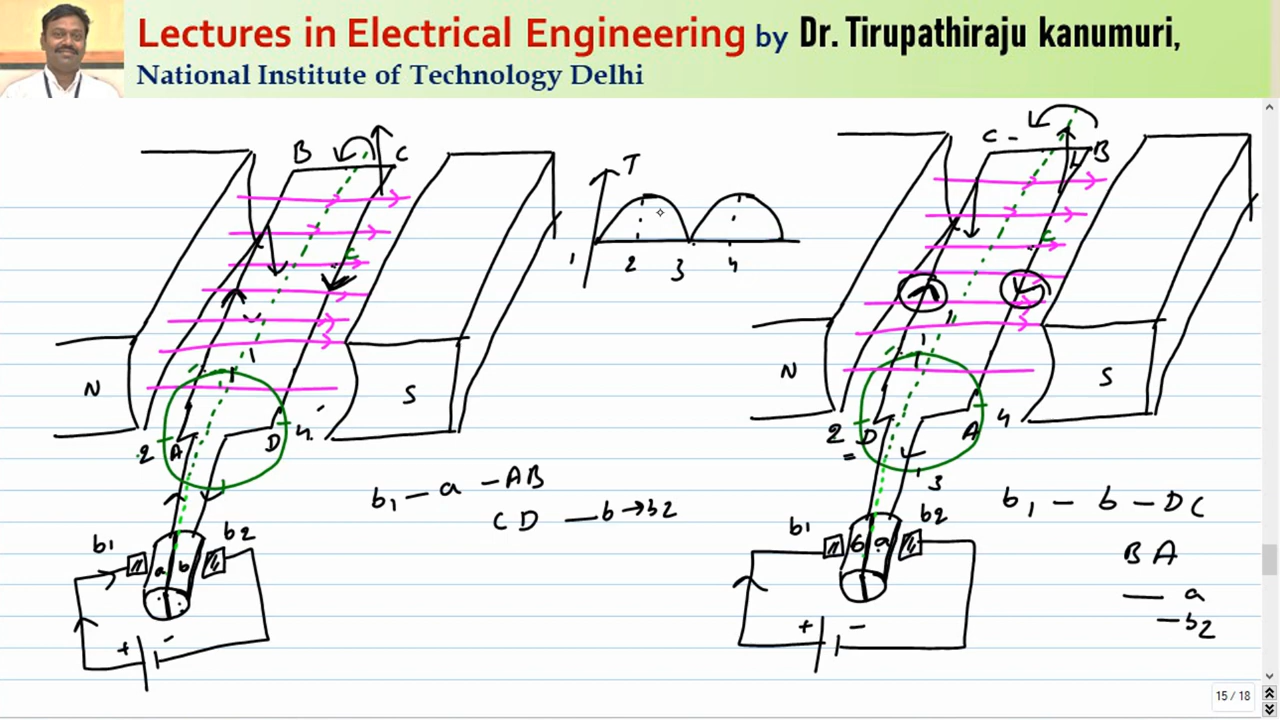 Lectures in Electrical Engineering by Dr. Tirupathiraju kanumuri,
National Institute of Technology Delhi
B C
N S
2 A D 4
b1 b2
a b
+ -
b1 — a — AB
CD — b → b2
T
1 2 3 4
C - B
N S
2 D A 4
3
b1 b2
b a
+ -
b1 — b — DC
BA
— a
— b2
15 / 18